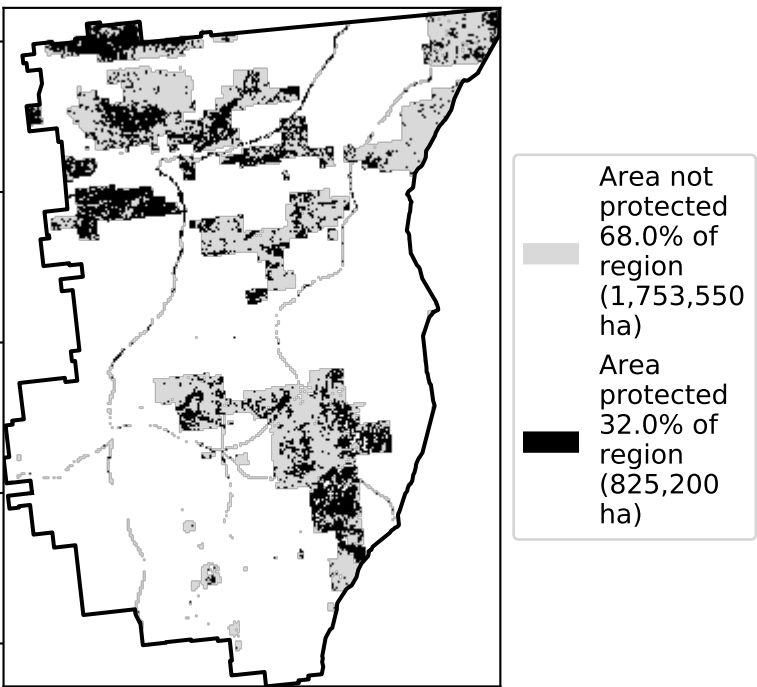 Area not
protected
68.0% of
region
(1,753,550
ha)
Area
protected
32.0% of
region
(825,200
ha)